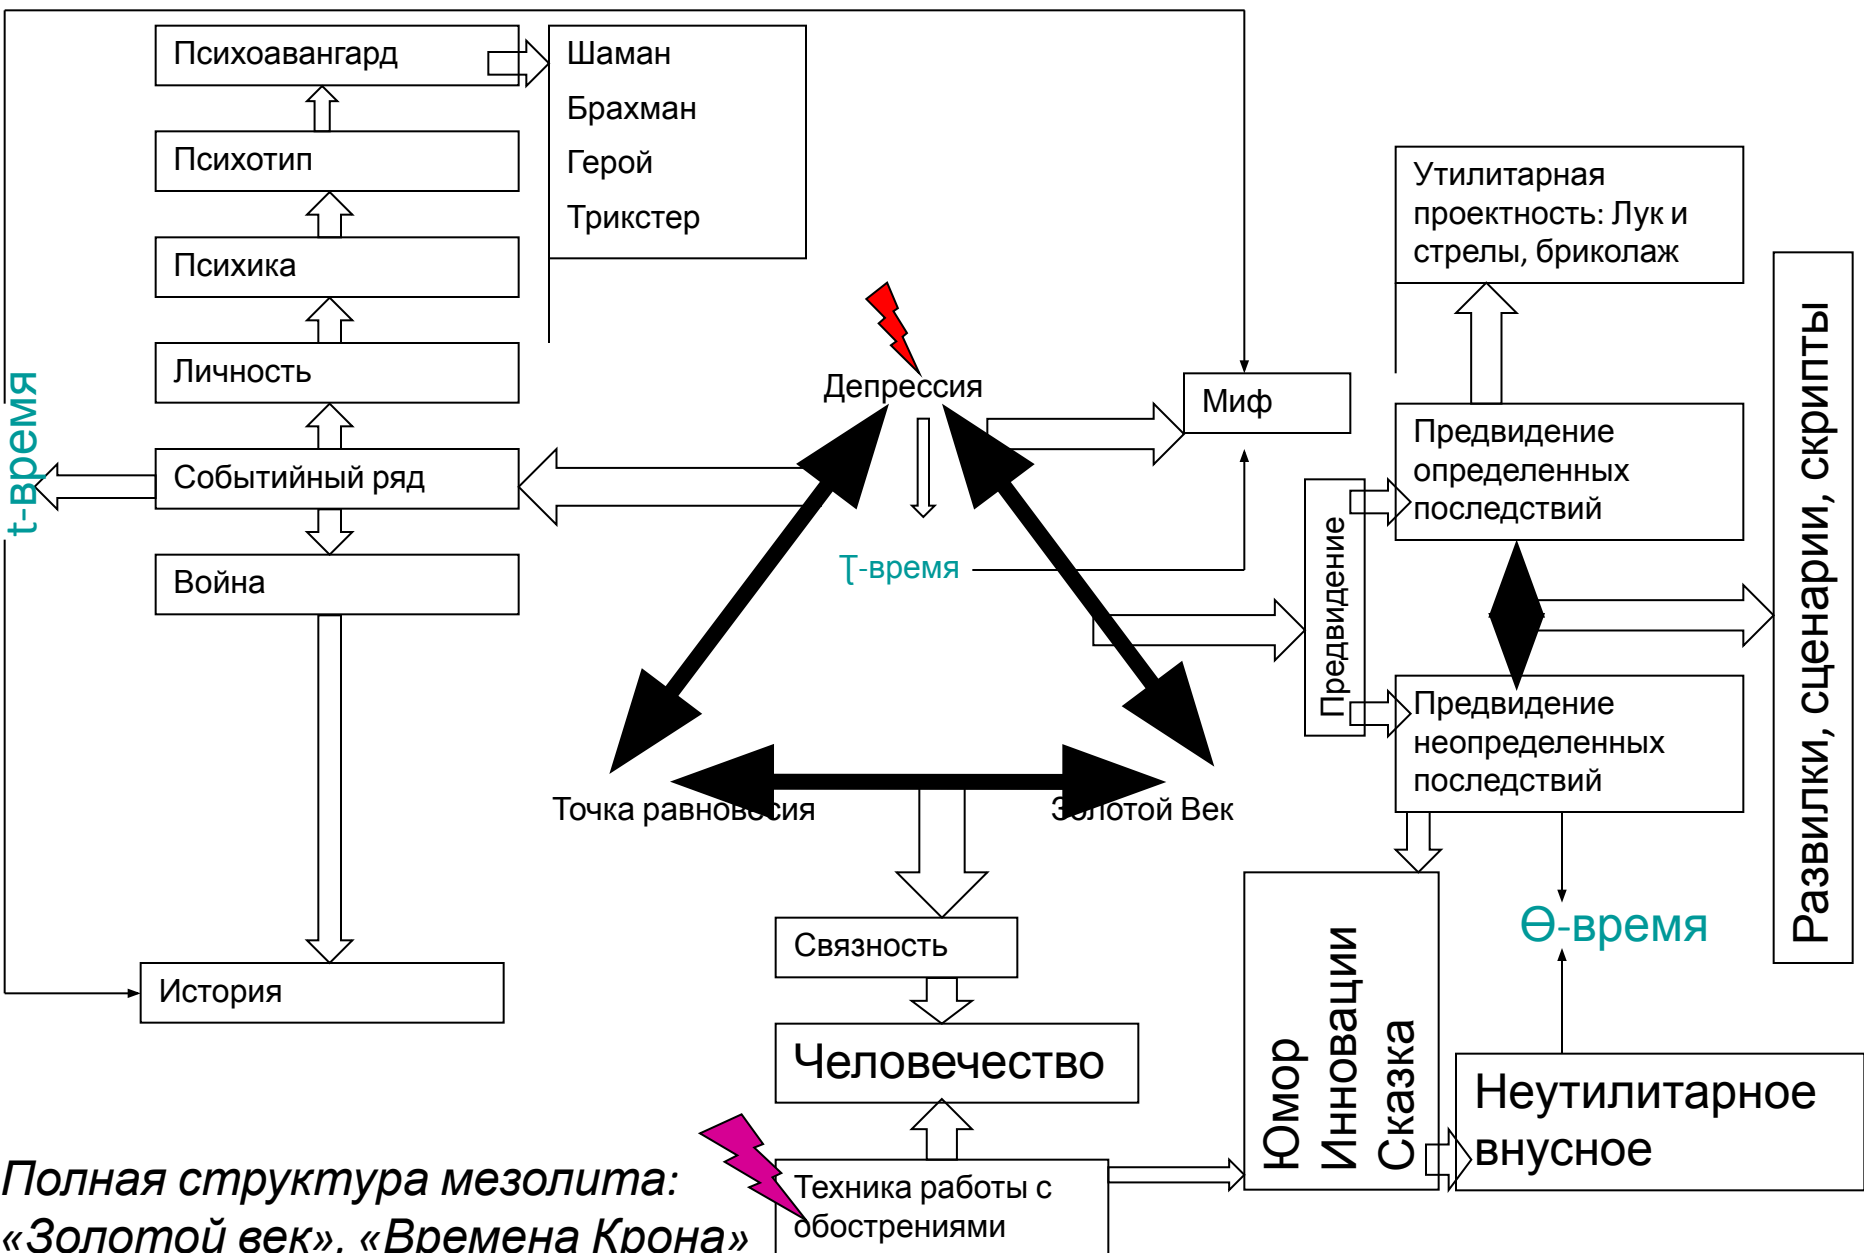 Психоавангард
Шаман
Брахман
Герой
Трикстер
Психотип
Психика
Личность
Событийный ряд
Война
История
t-время
Депрессия
Ʈ-время
Миф
Точка равновесия
Золотой Век
Связность
Человечество
Техника работы с
обострениями
Предвидение
Утилитарная
проектность: Лук и
стрелы, бриколаж
Предвидение
определенных
последствий
Предвидение
неопределенных
последствий
Развилки, сценарии, скрипты
Ѳ-время
Юмор
Инновации
Сказка
Неутилитарное
внусное
Полная структура мезолита:
«Золотой век», «Времена Крона»